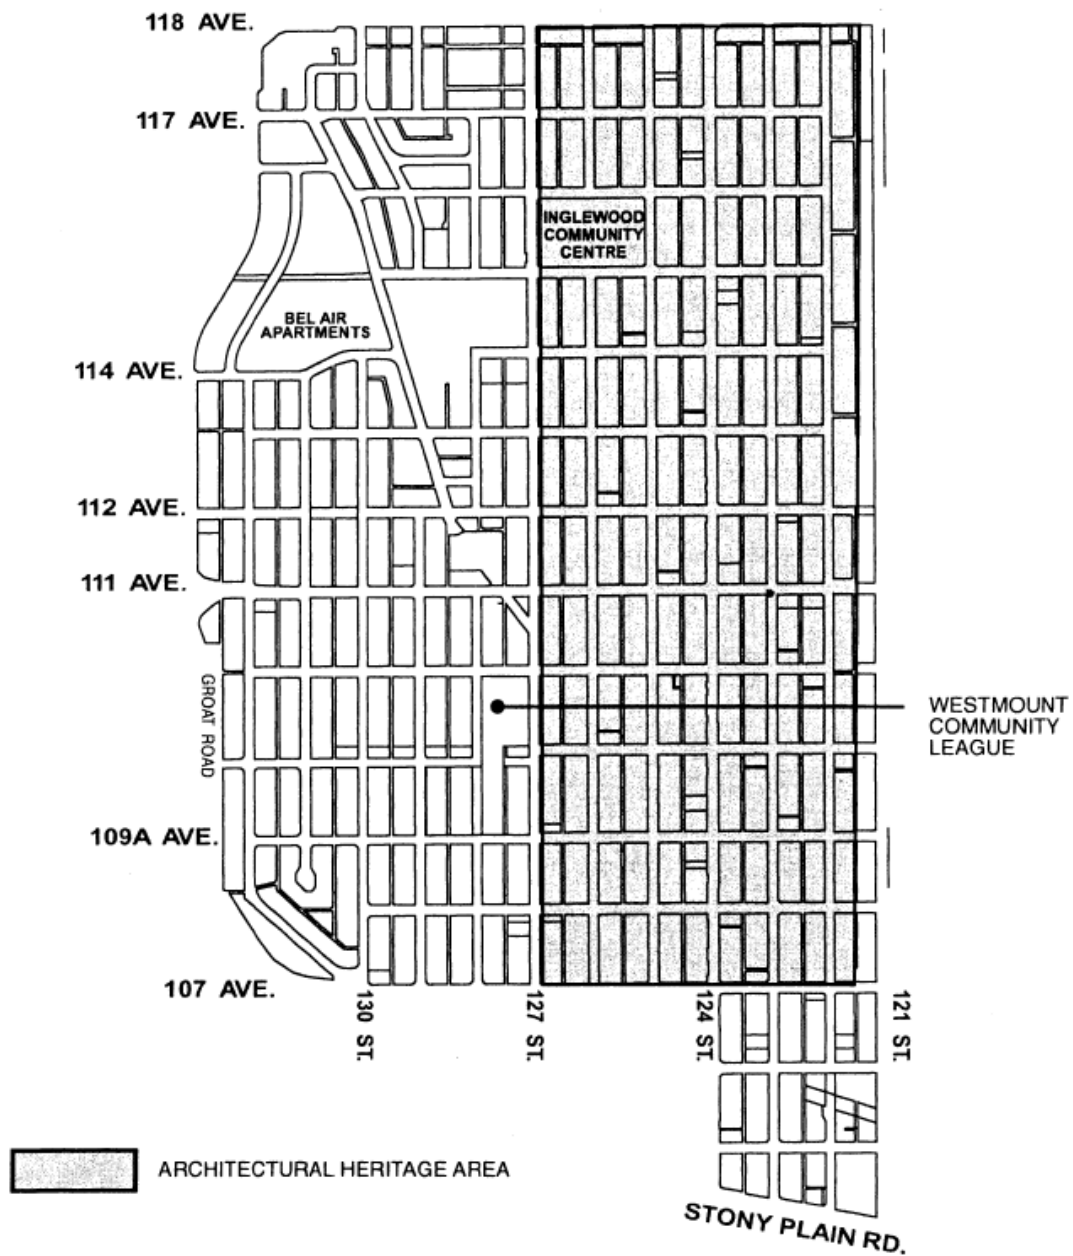 118 AVE.
117 AVE.
INGLEWOOD
COMMUNITY
CENTRE
BEL AIR
APARTMENTS
114 AVE.
112 AVE.
111 AVE.
GROAT ROAD
WESTMOUNT
COMMUNITY
LEAGUE
109A AVE.
107 AVE.
130 ST.
127 ST.
124 ST.
121 ST.
ARCHITECTURAL HERITAGE AREA
STONY PLAIN RD.